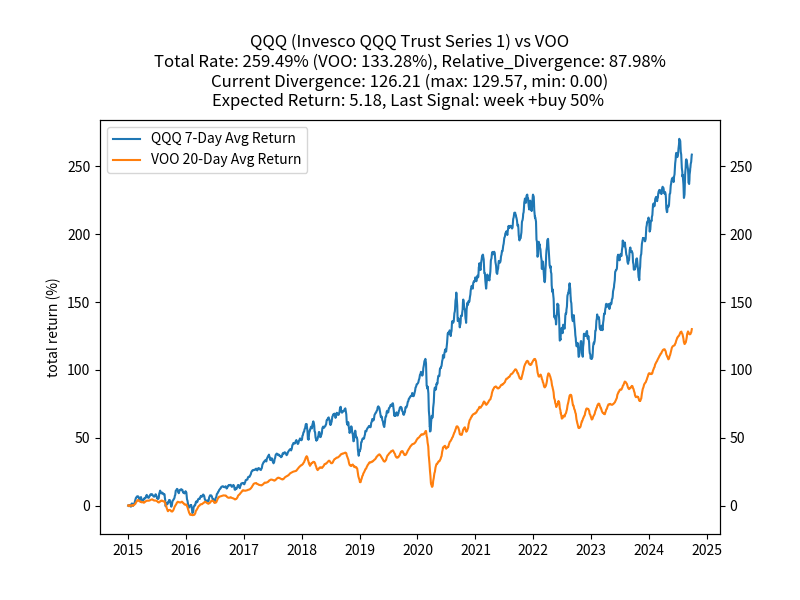 QQQ (Invesco QQQ Trust Series 1) vs VOO
Total Rate: 259.49% (VOO: 133.28%), Relative_Divergence: 87.98%
Current Divergence: 126.21 (max: 129.57, min: 0.00)
Expected Return: 5.18, Last Signal: week +buy 50%
QQQ 7-Day Avg Return
VOO 20-Day Avg Return
total return (%)
250
200
150
100
50
0
250
200
150
100
50
0
2015 2016 2017 2018 2019 2020 2021 2022 2023 2024 2025